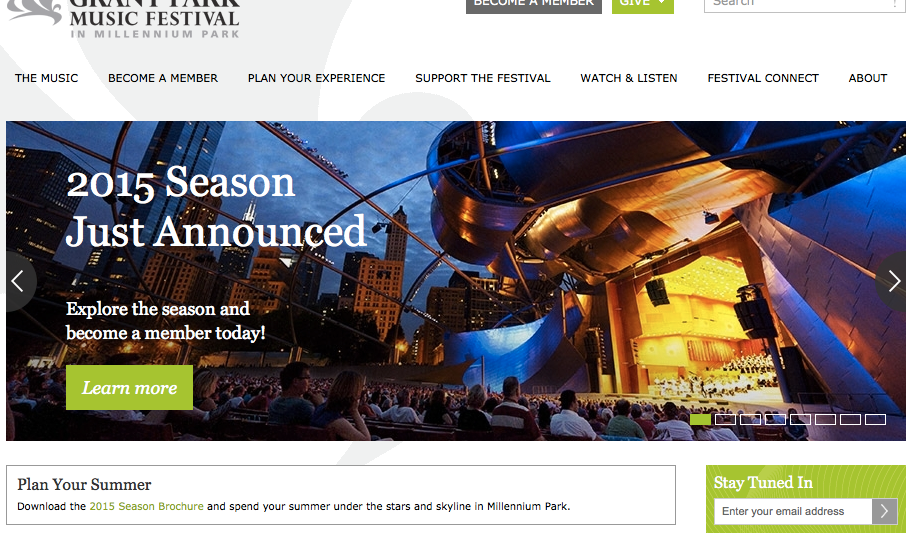 GRANT PARK
MUSIC FESTIVAL
IN MILLENNIUM PARK
BECOME A MEMBER
GIVE
Search
THE MUSIC
BECOME A MEMBER
PLAN YOUR EXPERIENCE
SUPPORT THE FESTIVAL
WATCH & LISTEN
FESTIVAL CONNECT
ABOUT
2015 Season
Just Announced
Explore the season and
become a member today!
Learn more
Plan Your Summer
Download the 2015 Season Brochure and spend your summer under the stars and skyline in Millennium Park.
Stay Tuned In
Enter your email address